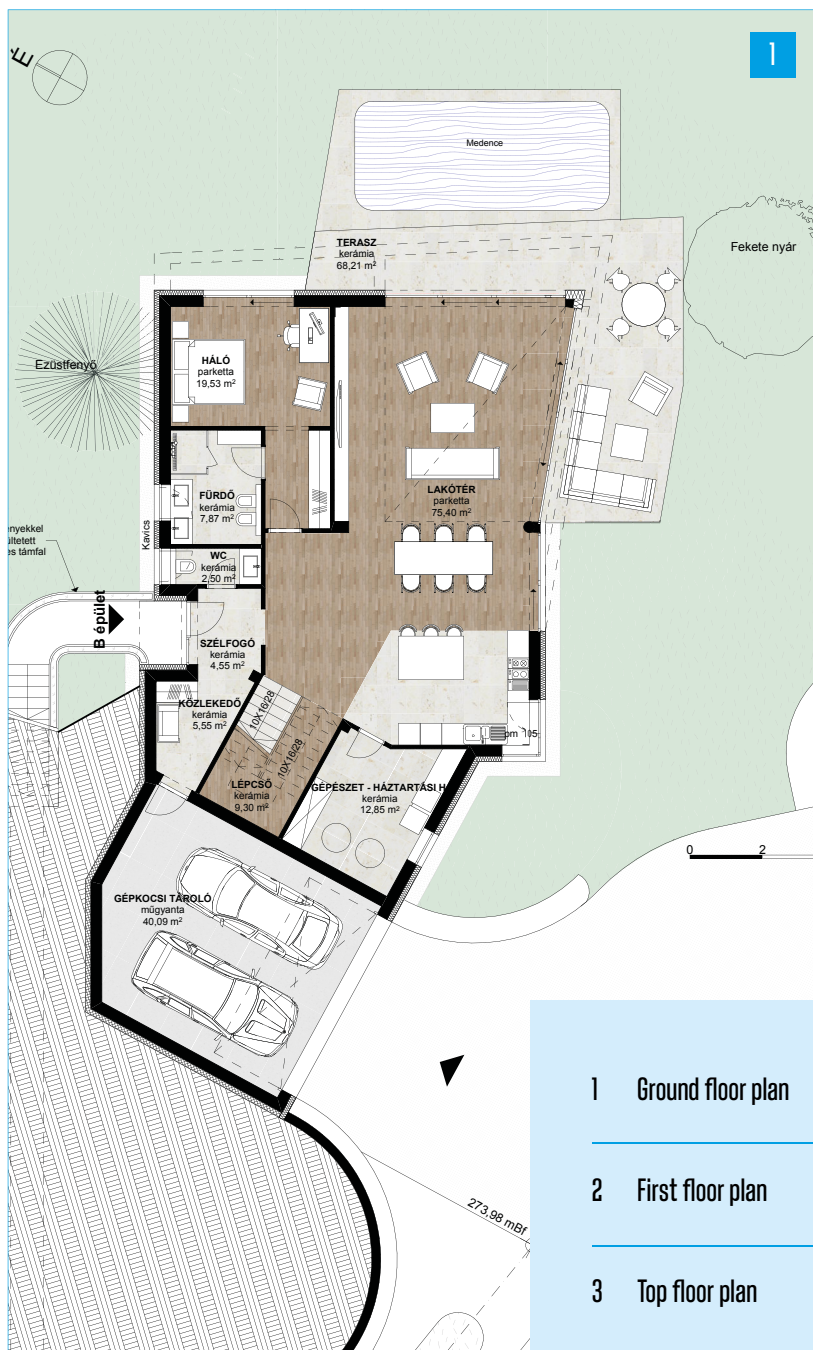 1
É
Medence
Fekete nyár
TERASZ
kerámia
68,21 m²
Ezüstfenyő
HÁLÓ
parketta
19,53 m²
FÜRDŐ
kerámia
7,87 m²
LAKÓTÉR
parketta
75,40 m²
Kavics
WC
kerámia
2,50 m²
B épület
SZÉLFOGÓ
kerámia
4,55 m²
KÖZLEKEDŐ
kerámia
5,55 m²
10X16/28
10X16/28
LÉPCSŐ
kerámia
9,30 m²
GÉPÉSZET - HÁZTARTÁSI H
kerámia
12,85 m²
pm 105
0 2
GÉPKOCSI TÁROLÓ
műgyanta
40,09 m²
273.98 mBf
1 Ground floor plan
2 First floor plan
3 Top floor plan